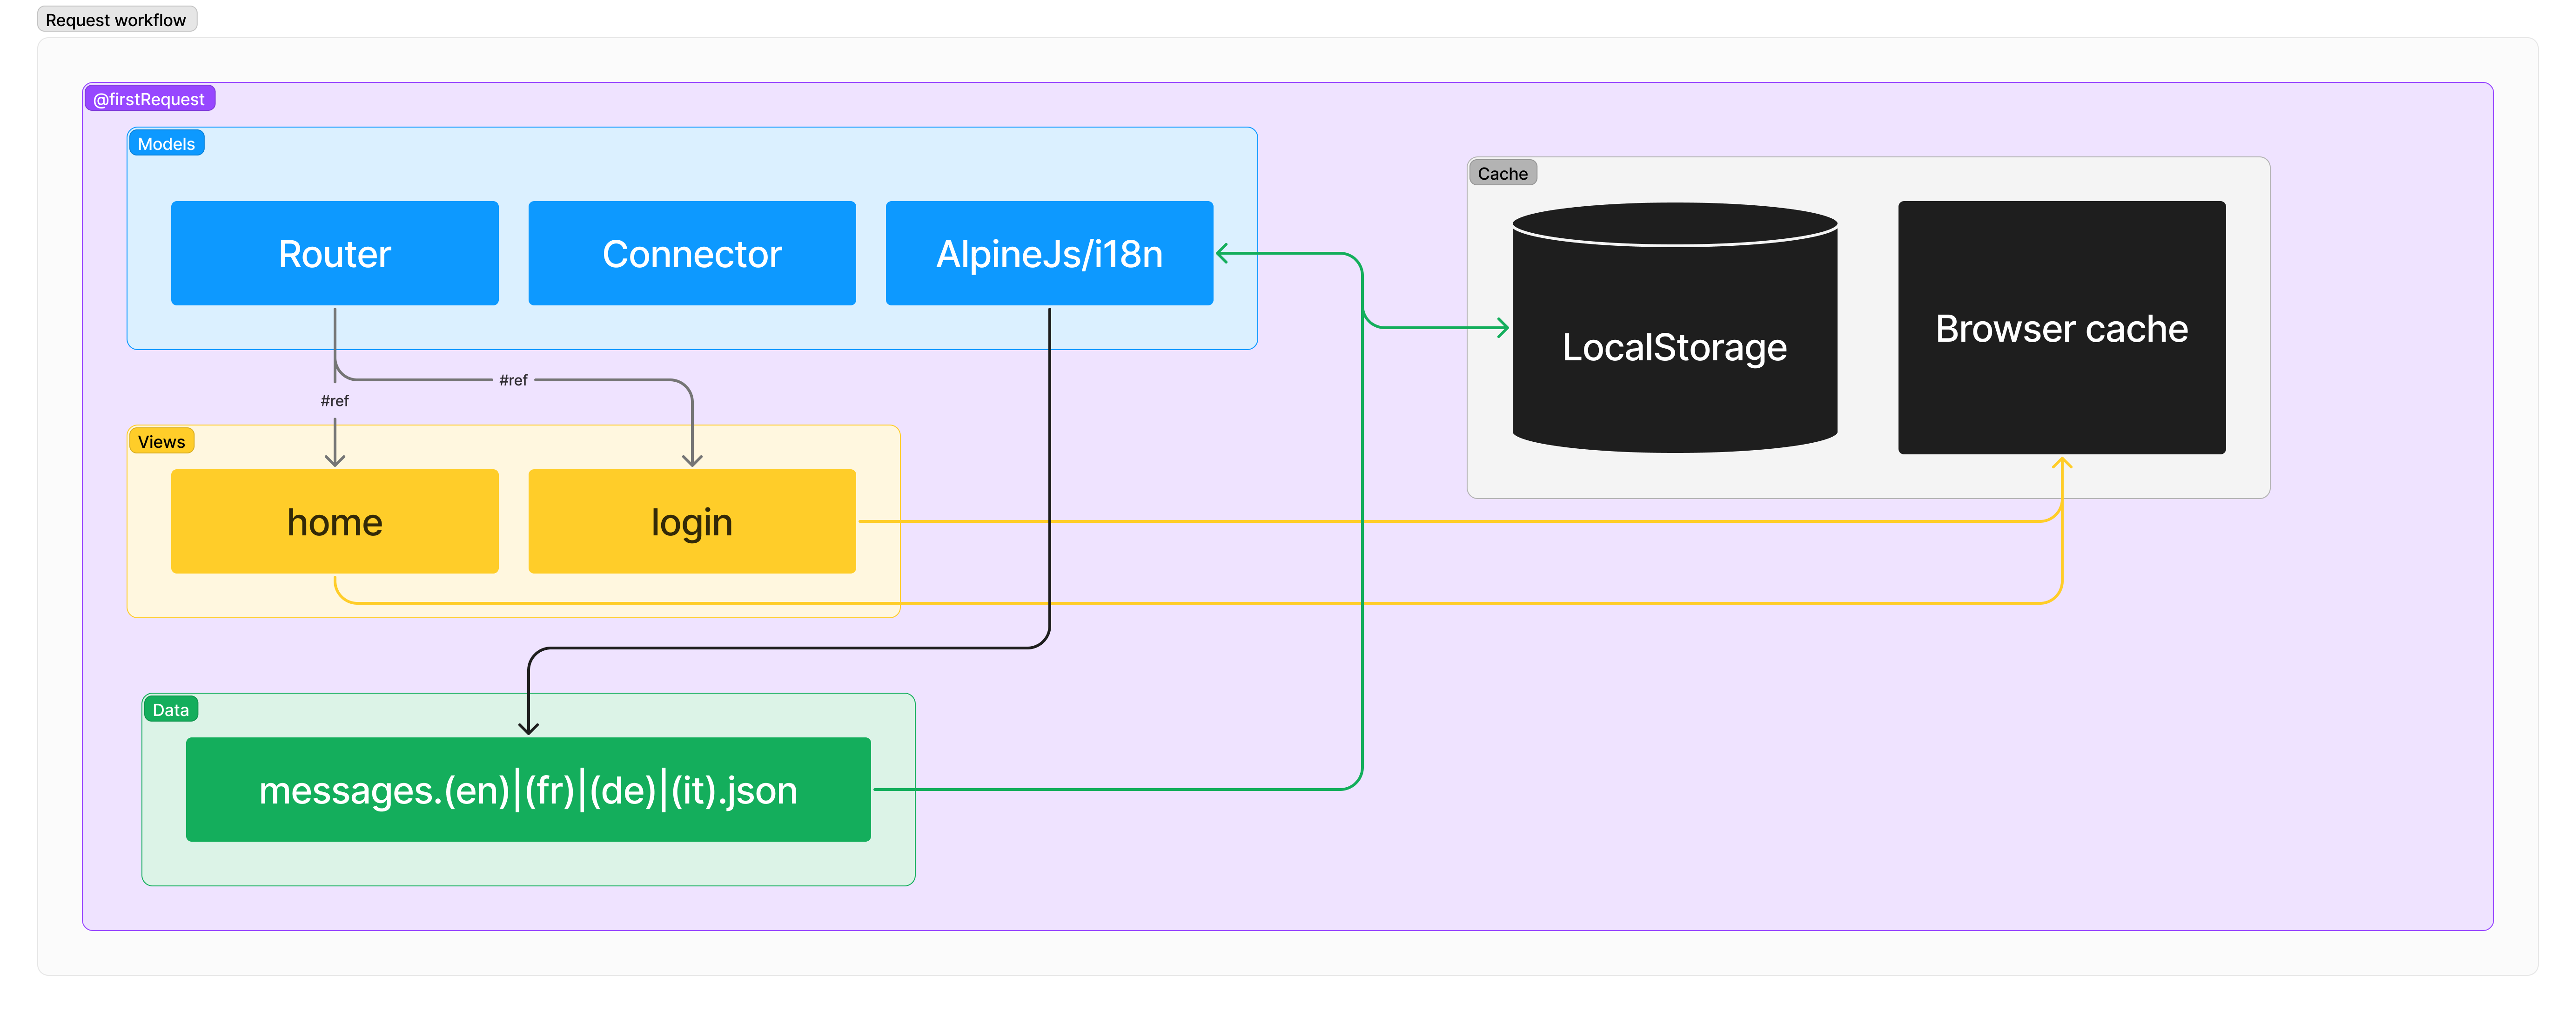 Request workflow
@firstRequest
Models
Router
Connector
AlpineJs/i18n
Cache
LocalStorage
Browser cache
#ref
#ref
Views
home
login
Data
messages.(en)|(fr)|(de)|(it).json